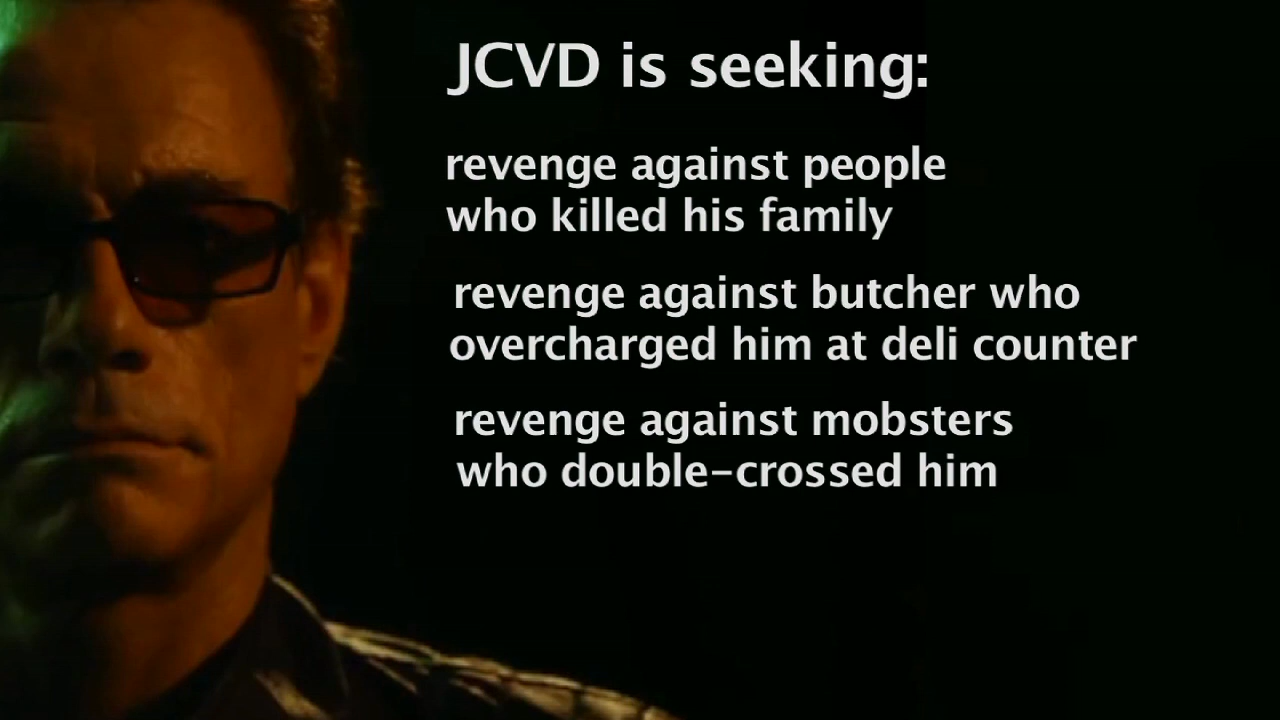 JCVD is seeking:
revenge against people
who killed his family
revenge against butcher who
overcharged him at deli counter
revenge against mobsters
who double-crossed him